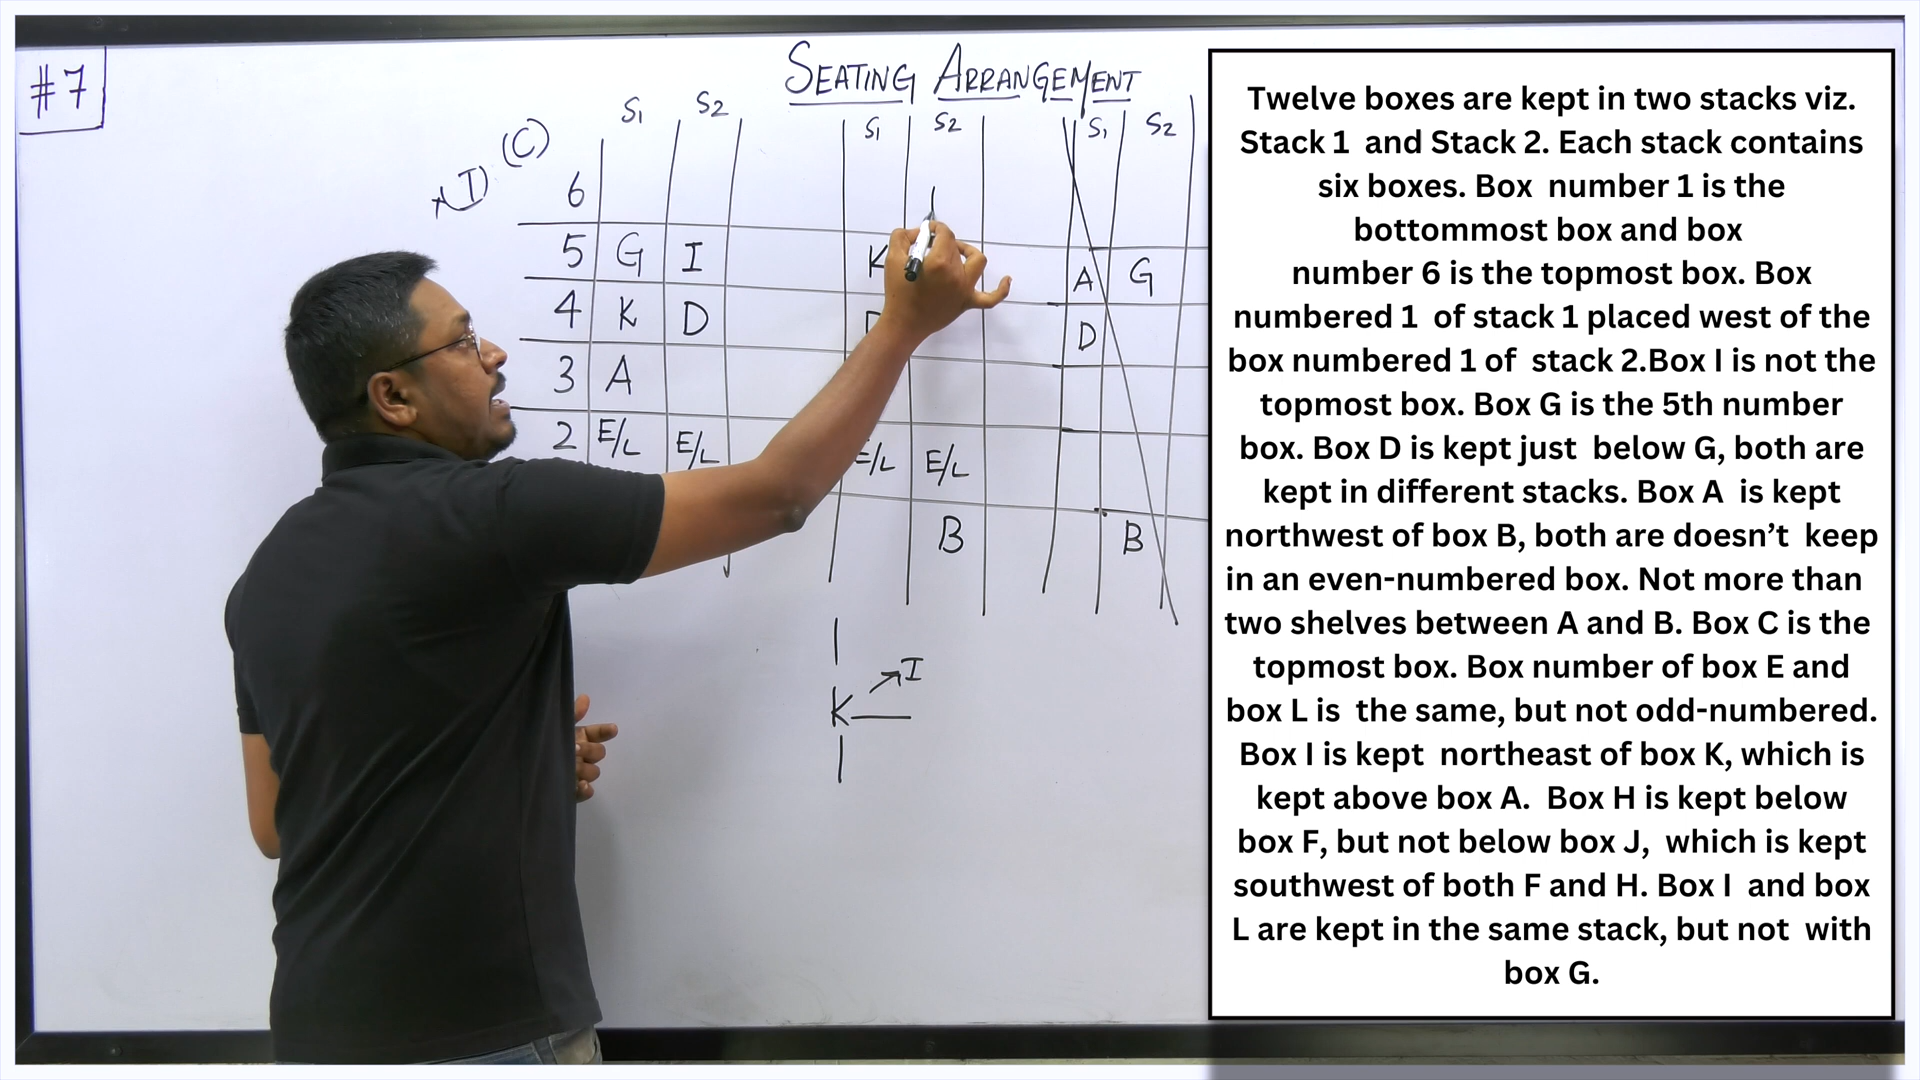 #7
SEATING ARRANGEMENT
S1 S2
(C)
I)
6
5 G I
4 K D
3 A
2 E/L E/L
S1 S2
K
D
E/L E/L
B
S1 S2
A G
D
B
I
K
Twelve boxes are kept in two stacks viz.
Stack 1 and Stack 2. Each stack contains
six boxes. Box number 1 is the
bottommost box and box
number 6 is the topmost box. Box
numbered 1 of stack 1 placed west of the
box numbered 1 of stack 2.Box I is not the
topmost box. Box G is the 5th number
box. Box D is kept just below G, both are
kept in different stacks. Box A is kept
northwest of box B, both are doesn’t keep
in an even-numbered box. Not more than
two shelves between A and B. Box C is the
topmost box. Box number of box E and
box L is the same, but not odd-numbered.
Box I is kept northeast of box K, which is
kept above box A. Box H is kept below
box F, but not below box J, which is kept
southwest of both F and H. Box I and box
L are kept in the same stack, but not with
box G.